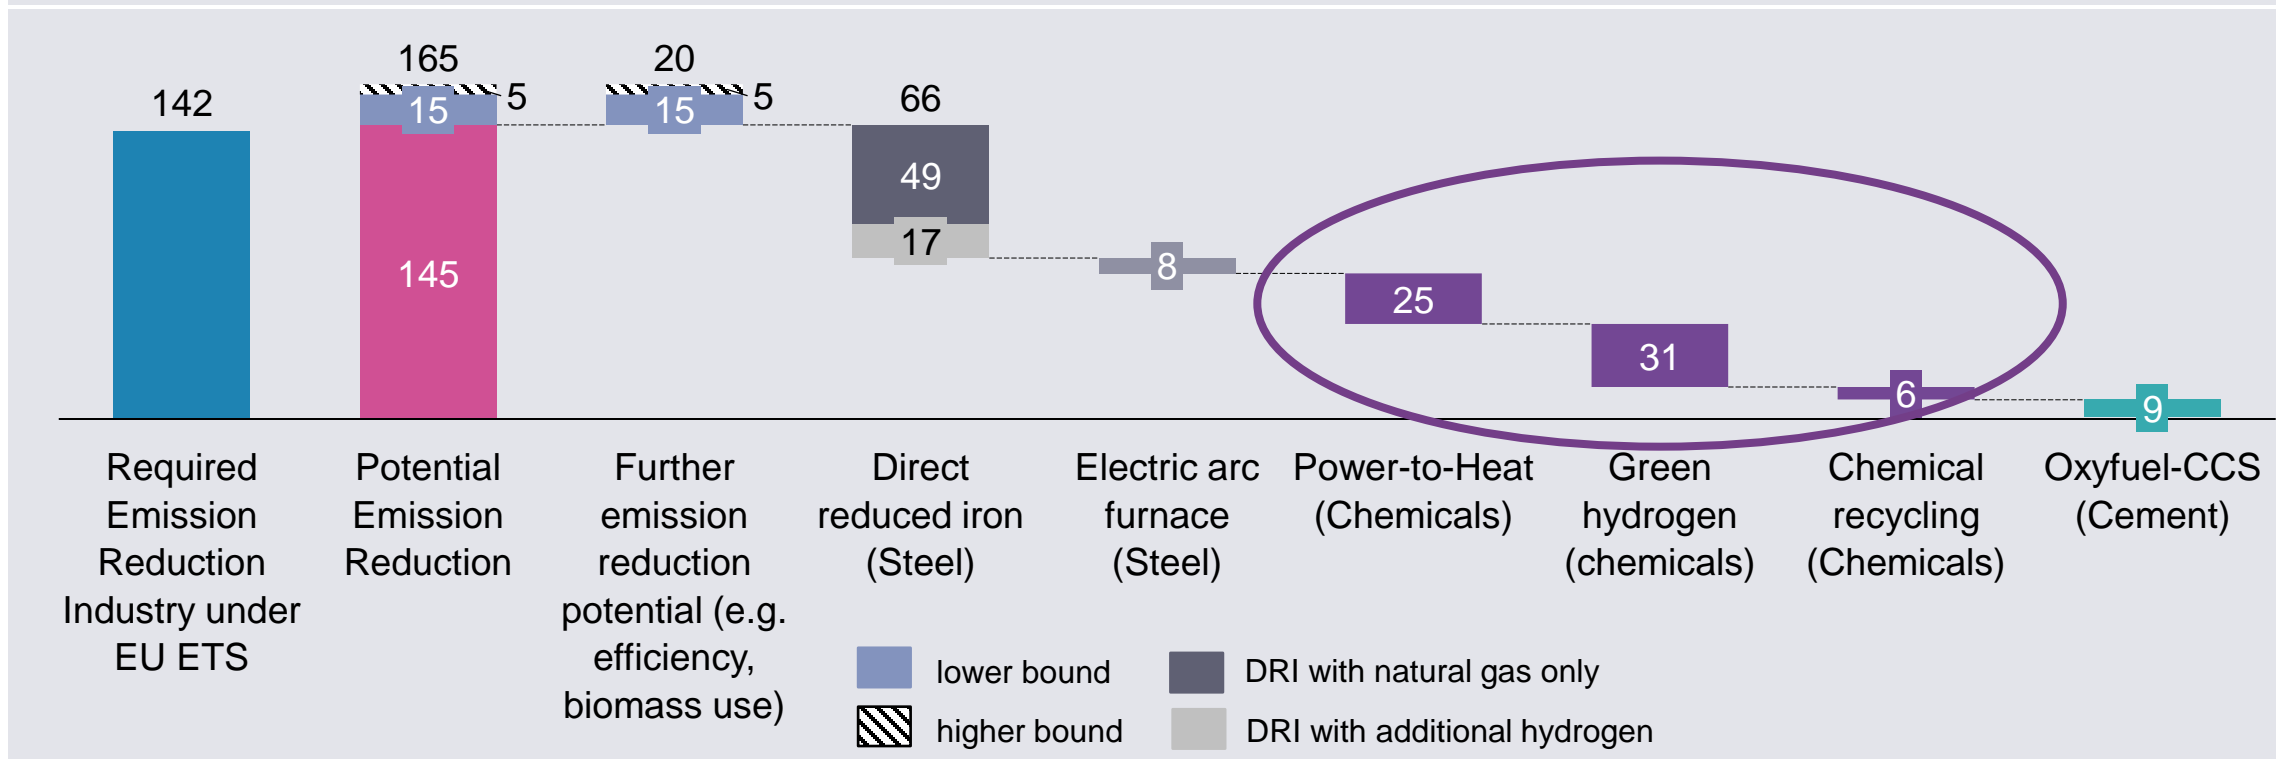 142
165
5
15
145
20
5
15
66
49
17
8
25
31
6
9
Required
Emission
Reduction
Industry under
EU ETS
Potential
Emission
Reduction
Further
emission
reduction
potential (e.g.
efficiency,
biomass use)
Direct
reduced iron
(Steel)
Electric arc
furnace
(Steel)
Power-to-Heat
(Chemicals)
Green
hydrogen
(chemicals)
Chemical
recycling
(Chemicals)
Oxyfuel-CCS
(Cement)
lower bound
higher bound
DRI with natural gas only
DRI with additional hydrogen